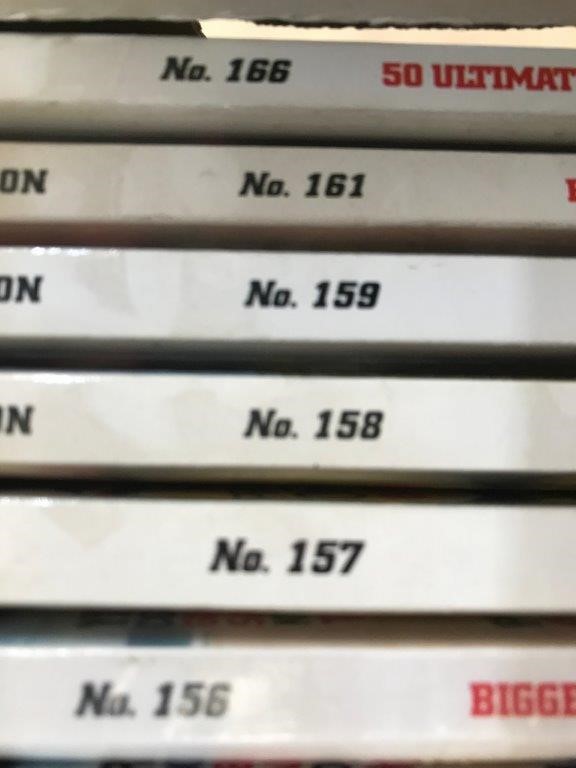 No. 166 50 ULTIMAT
ON No. 161
ON No. 159
N No. 158
No. 157
No. 156 BIGGE